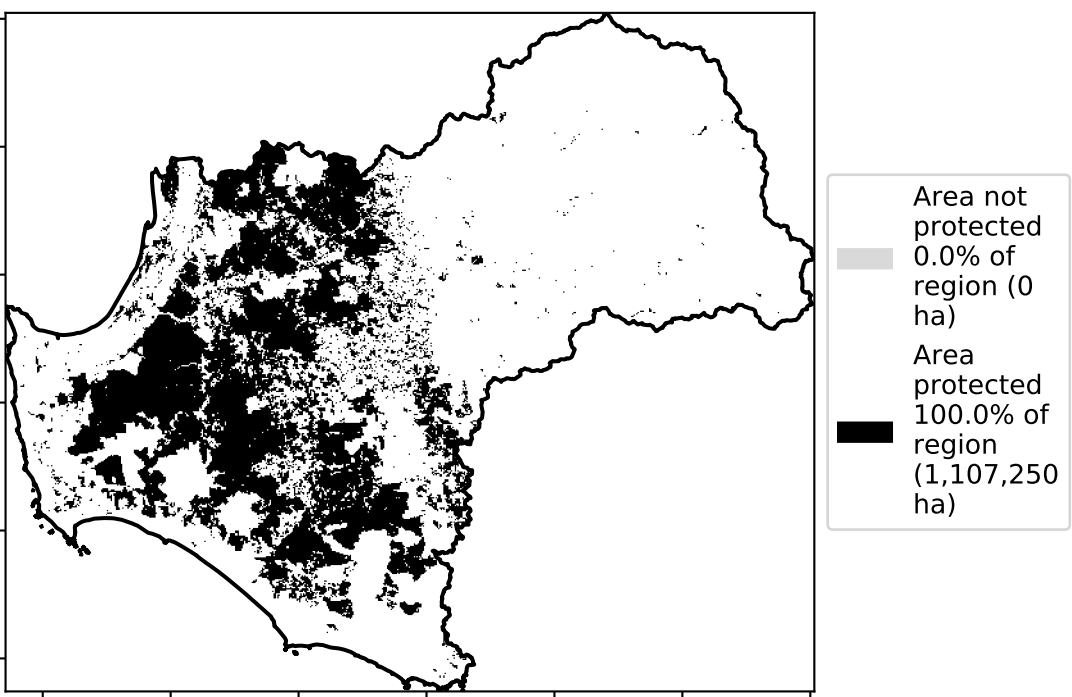 Area not
protected
0.0% of
region (0
ha)
Area
protected
100.0% of
region
(1,107,250
ha)